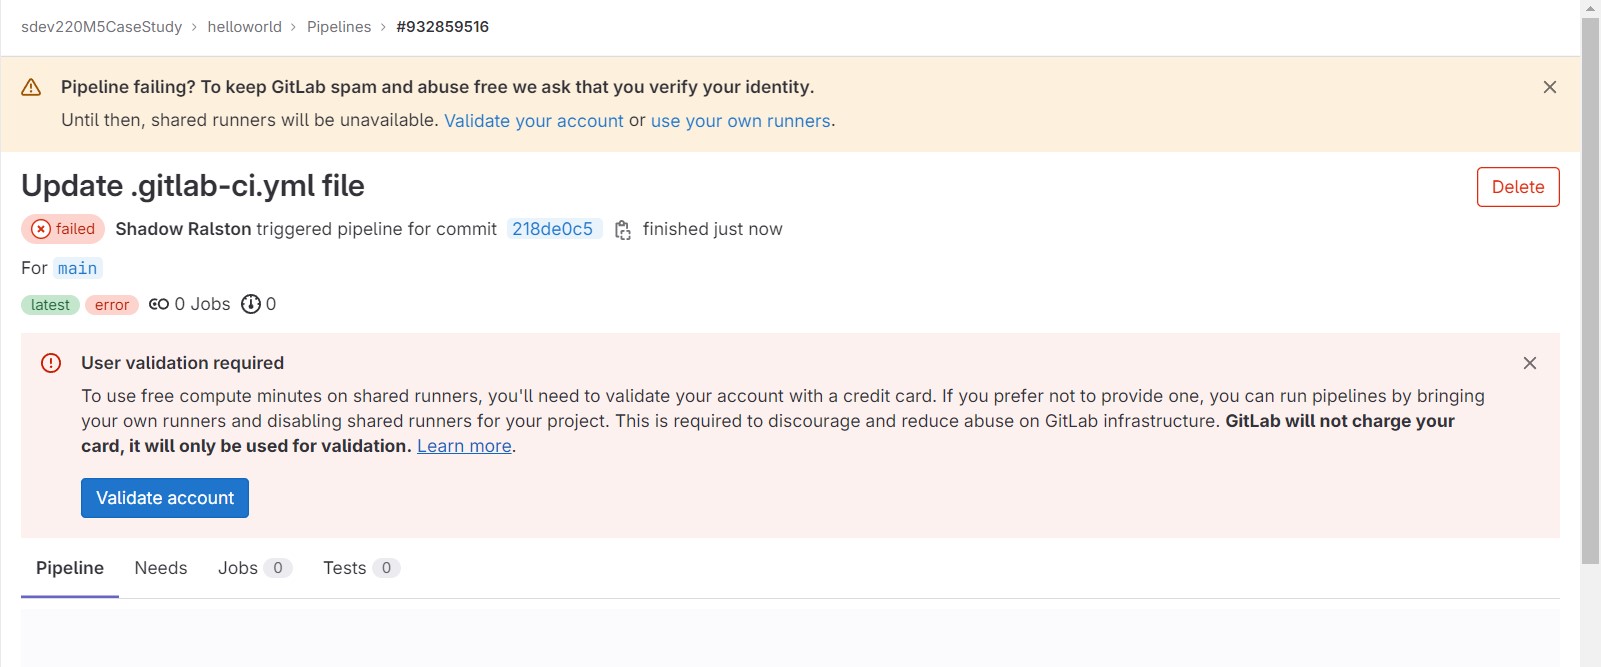 sdev220M5CaseStudy > helloworld > Pipelines > #932859516
Pipeline failing? To keep GitLab spam and abuse free we ask that you verify your identity.
Until then, shared runners will be unavailable. Validate your account or use your own runners.
Update .gitlab-ci.yml file
Delete
failed Shadow Ralston triggered pipeline for commit 218de0c5 finished just now
For main
latest error 0 Jobs 0
User validation required
To use free compute minutes on shared runners, you'll need to validate your account with a credit card. If you prefer not to provide one, you can run pipelines by bringing
your own runners and disabling shared runners for your project. This is required to discourage and reduce abuse on GitLab infrastructure. GitLab will not charge your
card, it will only be used for validation. Learn more.
Validate account
Pipeline Needs Jobs 0 Tests 0